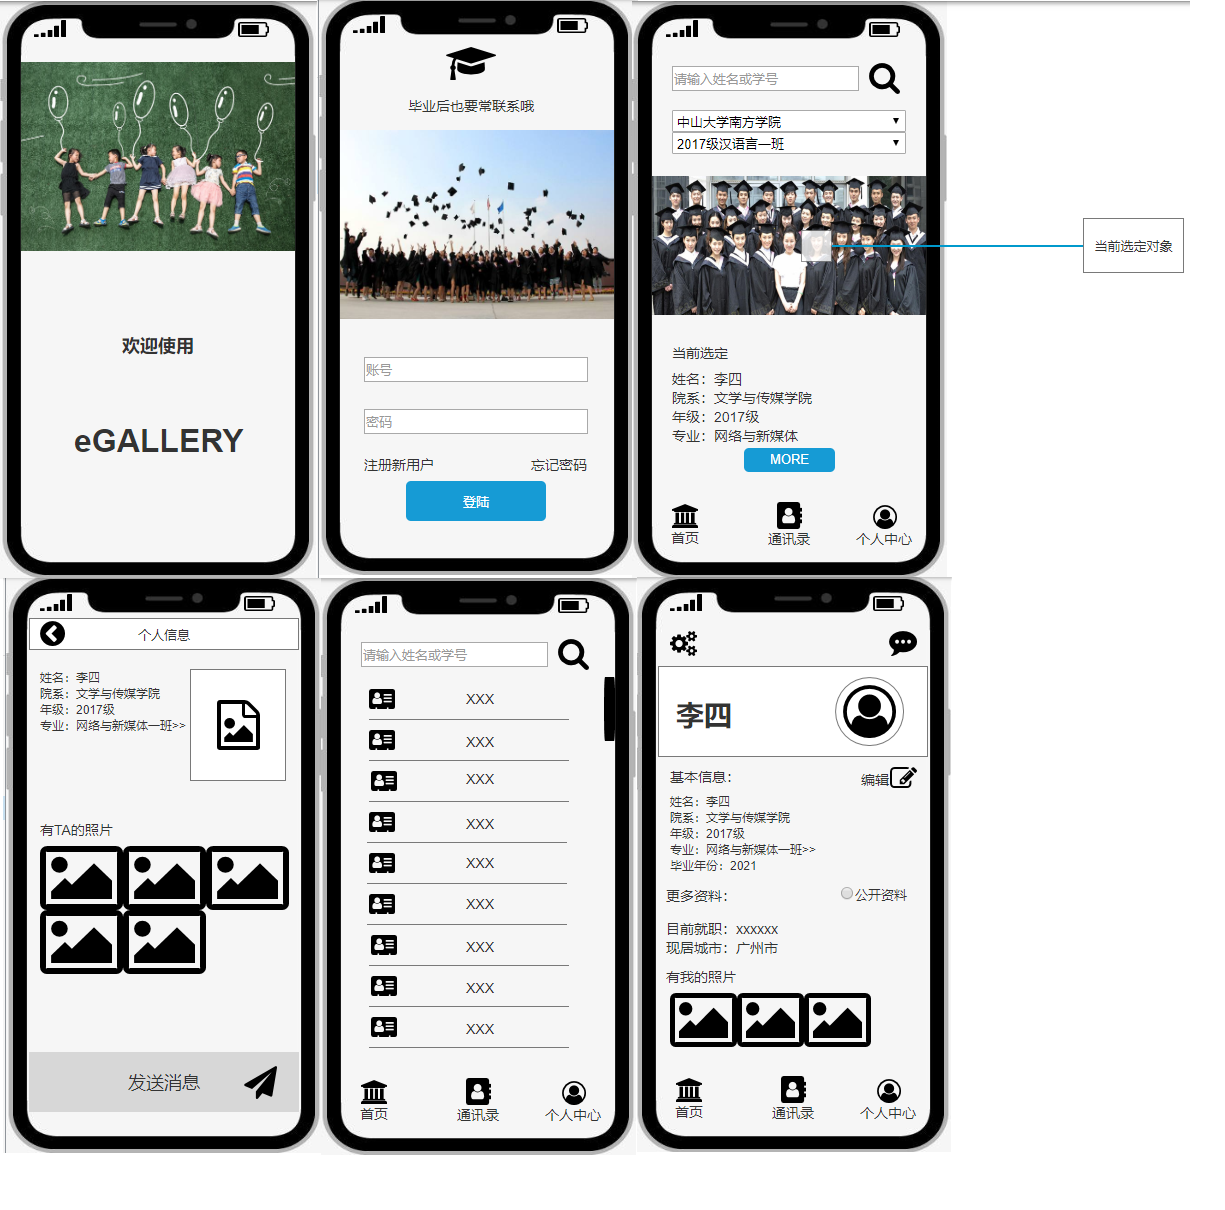 欢迎使用
eGALLERY
毕业后也要常联系哦
账号
密码
注册新用户 忘记密码
登陆
请输入姓名或学号
中山大学南方学院
2017级汉语言一班
当前选定对象
当前选定
姓名：李四
院系：文学与传媒学院
年级：2017级
专业：网络与新媒体
MORE
首页 通讯录 个人中心
个人信息
姓名：李四
院系：文学与传媒学院
年级：2017级
专业：网络与新媒体一班>>
有TA的照片
发送消息
请输入姓名或学号
XXX
XXX
XXX
XXX
XXX
XXX
XXX
XXX
XXX
首页 通讯录 个人中心
李四
基本信息： 编辑
姓名：李四
院系：文学与传媒学院
年级：2017级
专业：网络与新媒体一班>>
毕业年份：2021
更多资料： 公开资料
目前就职：xxxxxx
现居城市：广州市
有我的照片
首页 通讯录 个人中心